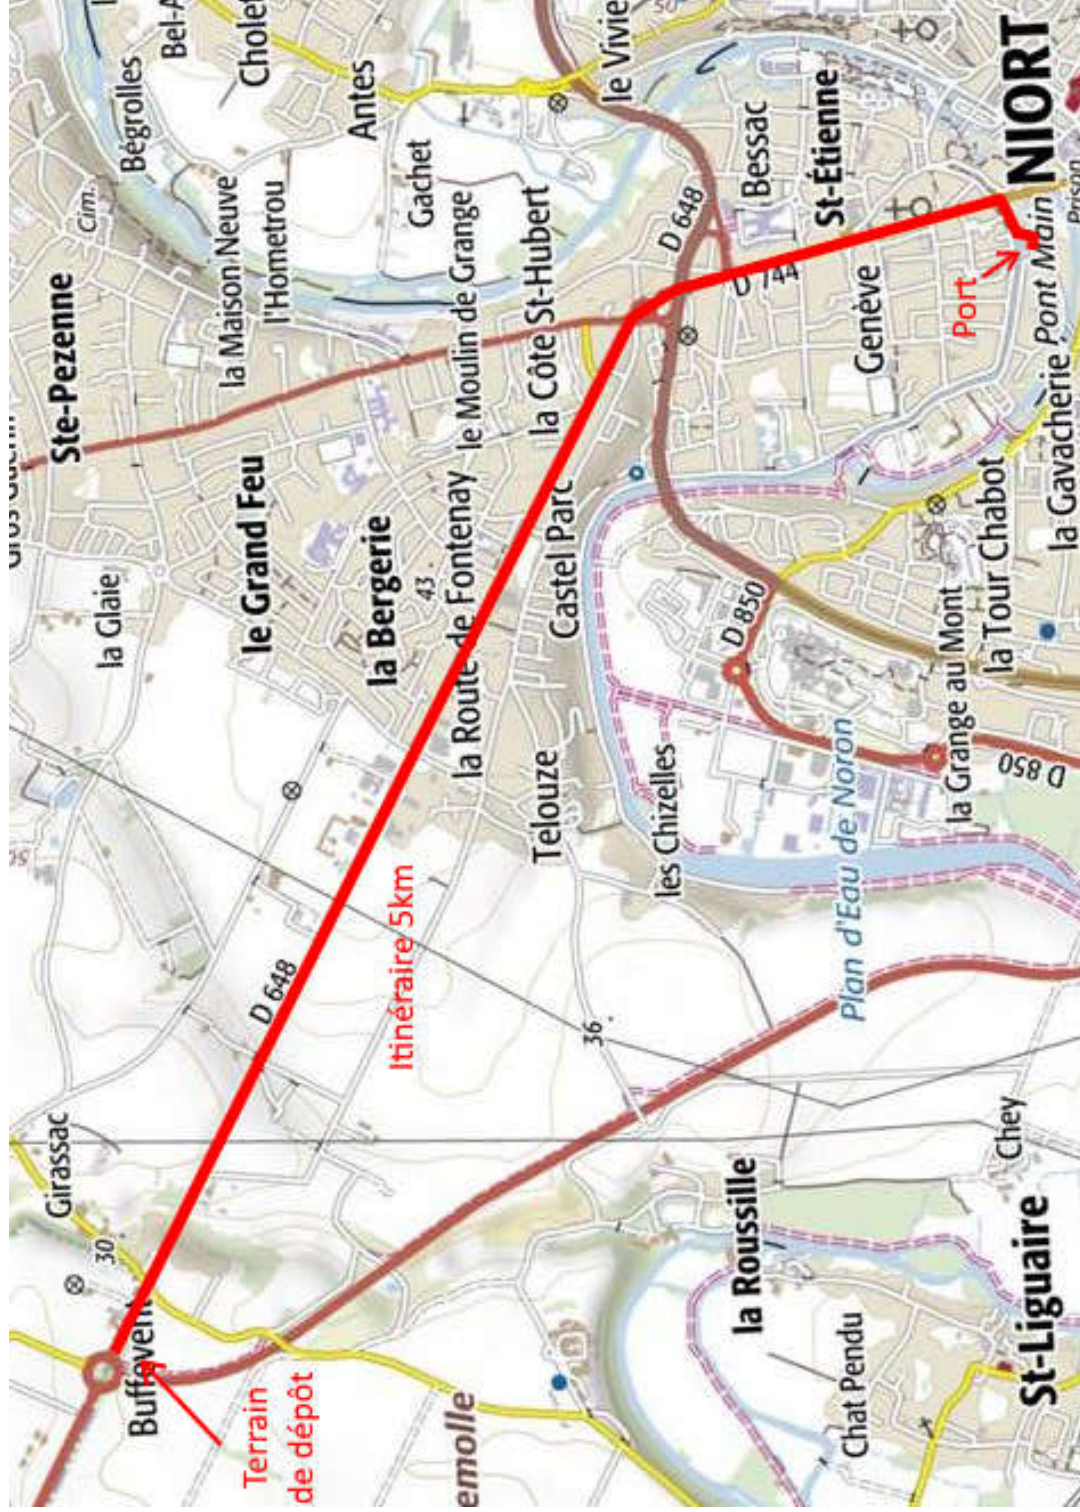 Gros Guérin
Ste-Pezenne
Girassac
Cim.
30
la Glaie
Bégrolles
Buffevent
Bel-A
la Maison Neuve
le Grand Feu
Cholet
Terrain
de dépôt
D 648
l'Hometrou
Antes
la Bergerie
Itinéraire 5km
43
Gachet
le Moulin de Grange
la Route de Fontenay
emolle
la Côte St-Hubert
Télouze
Castel Parc
36
le Vivie
50
les Chizelles
D 648
la Roussille
D 850
Bessac
D 744
St-Étienne
Plan d'Eau de Noron
Chat Pendu
Genève
la Grange au Mont
Port
la Tour Chabot
Chey
NIORT
St-Liguaire
Pont Main
D 850
la Gavacherie
Prison